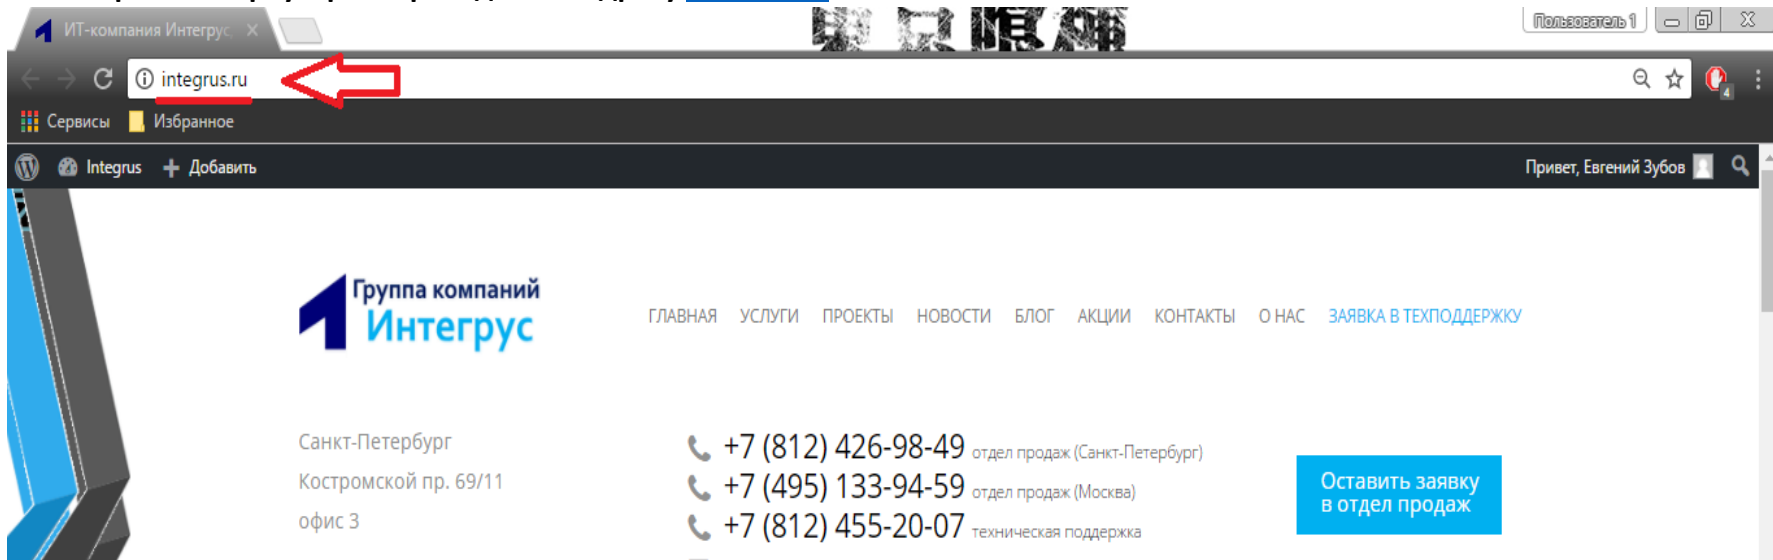 ИТ-компания Интегрус,
Пользователь 1
integrus.ru
4
Сервисы Избранное
Integrus + Добавить
Привет, Евгений Зубов
Группа компаний
Интегрус
ГЛАВНАЯ УСЛУГИ ПРОЕКТЫ НОВОСТИ БЛОГ АКЦИИ КОНТАКТЫ О НАС ЗАЯВКА В ТЕХПОДДЕРЖКУ
Санкт-Петербург
Костромской пр. 69/11
офис 3
+7 (812) 426-98-49 отдел продаж (Санкт-Петербург)
+7 (495) 133-94-59 отдел продаж (Москва)
+7 (812) 455-20-07 техническая поддержка
Оставить заявку
в отдел продаж